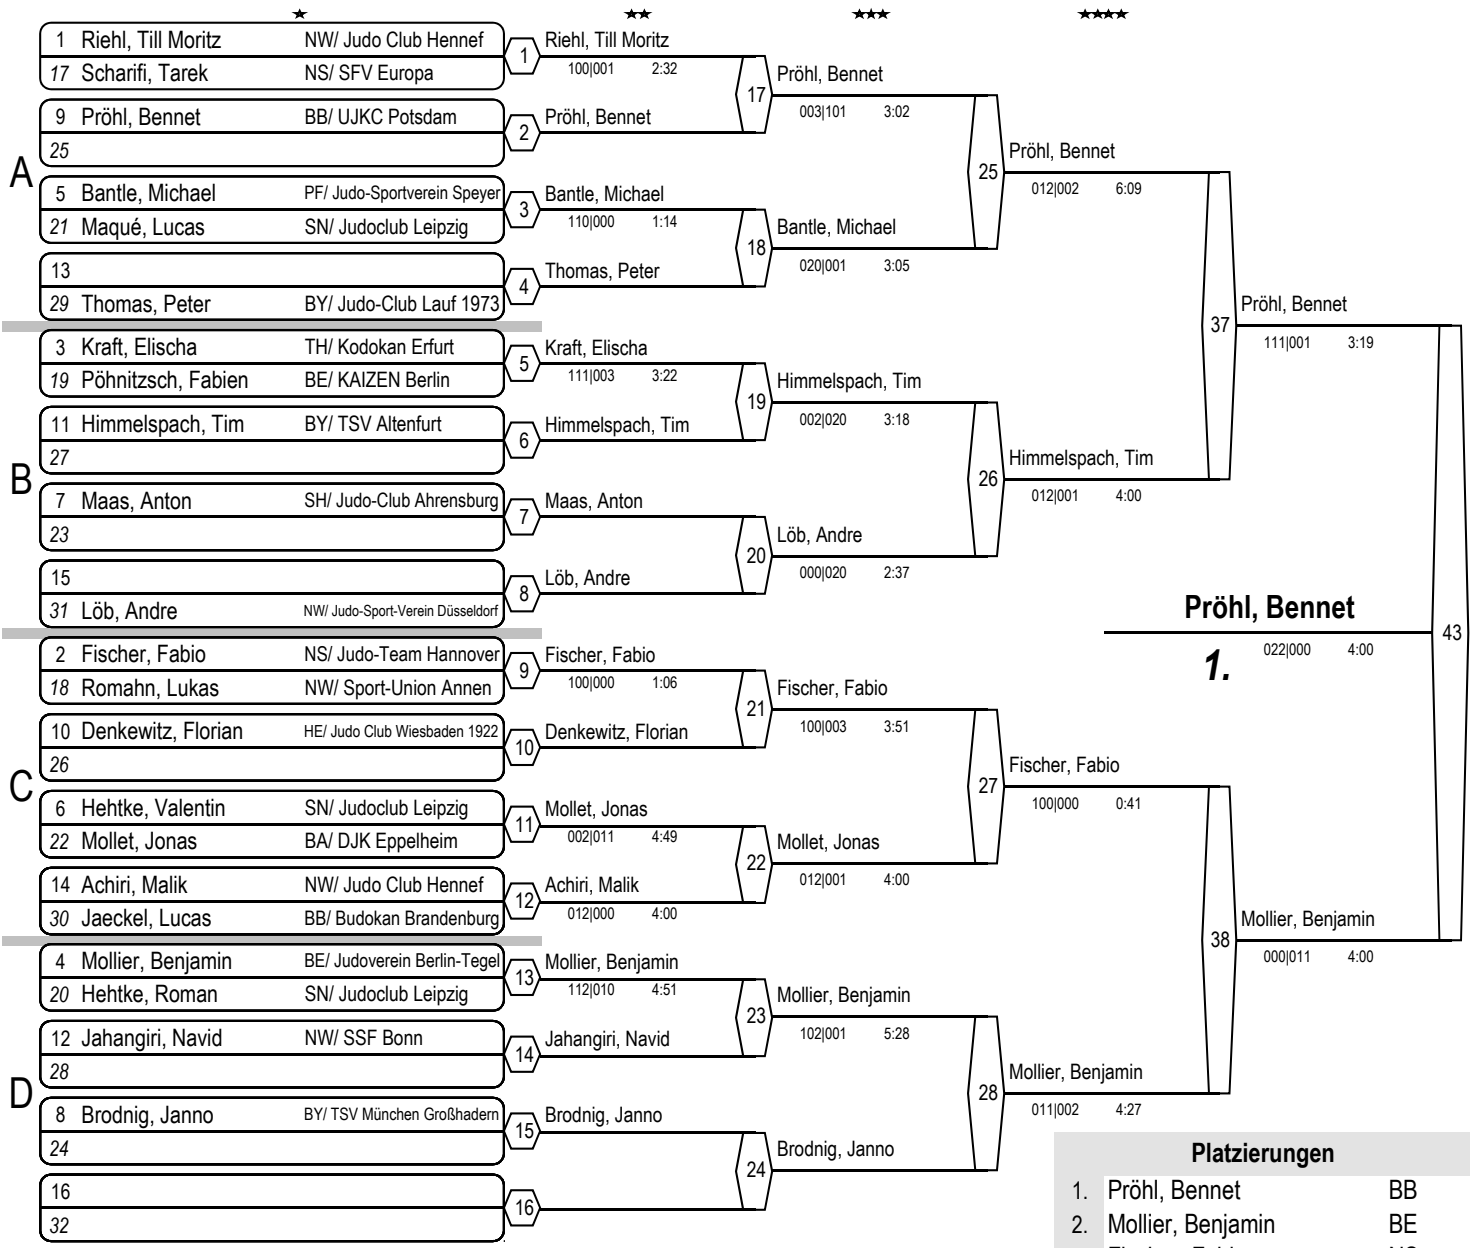 ★ ★★ ★★★ ★★★★
A
1 Riehl, Till Moritz NW/ Judo Club Hennef
17 Scharifi, Tarek NS/ SFV Europa
9 Pröhl, Bennet BB/ UJKC Potsdam
25
5 Bantle, Michael PF/ Judo-Sportverein Speyer
21 Maqué, Lucas SN/ Judoclub Leipzig
13
29 Thomas, Peter BY/ Judo-Club Lauf 1973
B
3 Kraft, Elischa TH/ Kodokan Erfurt
19 Pöhnitzsch, Fabien BE/ KAIZEN Berlin
11 Himmelspach, Tim BY/ TSV Altenfurt
27
7 Maas, Anton SH/ Judo-Club Ahrensburg
23
15
31 Löb, Andre NW/ Judo-Sport-Verein Düsseldorf
C
2 Fischer, Fabio NS/ Judo-Team Hannover
18 Romahn, Lukas NW/ Sport-Union Annen
10 Denkewitz, Florian HE/ Judo Club Wiesbaden 1922
26
6 Hehtke, Valentin SN/ Judoclub Leipzig
22 Mollet, Jonas BA/ DJK Eppelheim
14 Achiri, Malik NW/ Judo Club Hennef
30 Jaeckel, Lucas BB/ Budokan Brandenburg
D
4 Mollier, Benjamin BE/ Judoverein Berlin-Tegel
20 Hehtke, Roman SN/ Judoclub Leipzig
12 Jahangiri, Navid NW/ SSF Bonn
28
8 Brodnig, Janno BY/ TSV München Großhadern
24
16
32
1 Riehl, Till Moritz
100|001 2:32
2 Pröhl, Bennet
3 Bantle, Michael
110|000 1:14
4 Thomas, Peter
5 Kraft, Elischa
111|003 3:22
6 Himmelspach, Tim
7 Maas, Anton
8 Löb, Andre
9 Fischer, Fabio
100|000 1:06
10 Denkewitz, Florian
11 Mollet, Jonas
002|011 4:49
12 Achiri, Malik
012|000 4:00
13 Mollier, Benjamin
112|010 4:51
14 Jahangiri, Navid
15 Brodnig, Janno
16
17 Pröhl, Bennet
003|101 3:02
18 Bantle, Michael
020|001 3:05
19 Himmelspach, Tim
002|020 3:18
20 Löb, Andre
000|020 2:37
21 Fischer, Fabio
100|003 3:51
22 Mollet, Jonas
012|001 4:00
23 Mollier, Benjamin
102|001 5:28
24 Brodnig, Janno
25 Pröhl, Bennet
012|002 6:09
26 Himmelspach, Tim
012|001 4:00
27 Fischer, Fabio
100|000 0:41
28 Mollier, Benjamin
011|002 4:27
37 Pröhl, Bennet
111|001 3:19
38 Mollier, Benjamin
000|011 4:00
43 Pröhl, Bennet
1. 022|000 4:00
Platzierungen
1. Pröhl, Bennet BB
2. Mollier, Benjamin BE